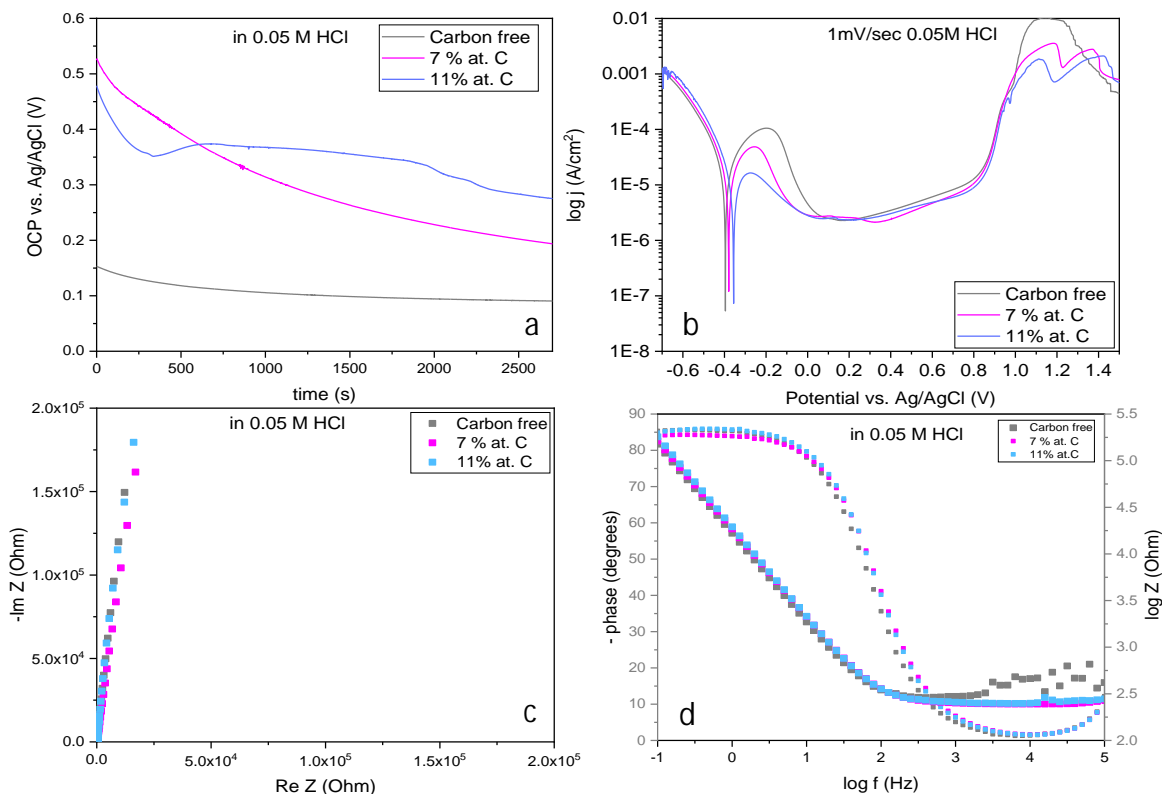 in 0.05 M HCl
Carbon free
7 % at. C
11% at. C
OCP vs. Ag/AgCl (V)
0.6
0.5
0.4
0.3
0.2
0.1
0.0
a
0 500 1000 1500 2000 2500
time (s)
1mV/sec 0.05M HCl
log j (A/cm²)
0.01
0.001
1E-4
1E-5
1E-6
1E-7
1E-8
Carbon free
7 % at. C
11% at. C
b
-0.6 -0.4 -0.2 0.0 0.2 0.4 0.6 0.8 1.0 1.2 1.4
Potential vs. Ag/AgCl (V)
in 0.05 M HCl
Carbon free
7 % at. C
11% at. C
-Im Z (Ohm)
2.0x10⁵
1.5x10⁵
1.0x10⁵
5.0x10⁴
0.0
c
0.0 5.0x10⁴ 1.0x10⁵ 1.5x10⁵ 2.0x10⁵
Re Z (Ohm)
in 0.05 M HCl
Carbon free
7 % at. C
11% at.C
- phase (degrees)
90
80
70
60
50
40
30
20
10
0
log Z (Ohm)
5.5
5.0
4.5
4.0
3.5
3.0
2.5
2.0
d
-1 0 1 2 3 4 5
log f (Hz)